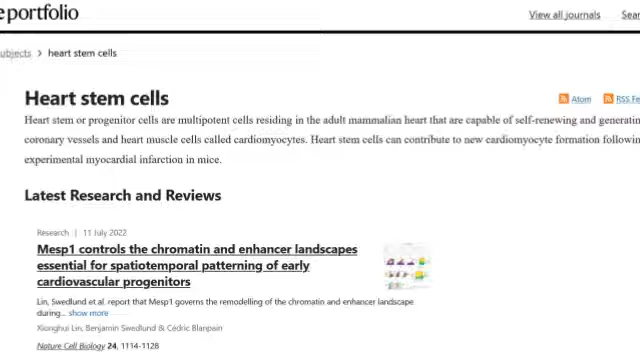 e portfolio
View all journals Sear
ubjects > heart stem cells
Heart stem cells
Atom RSS Fe
Heart stem or progenitor cells are multipotent cells residing in the adult mammalian heart that are capable of self-renewing and generatin
coronary vessels and heart muscle cells called cardiomyocytes. Heart stem cells can contribute to new cardiomyocyte formation followin
experimental myocardial infarction in mice.
Latest Research and Reviews
Research | 11 July 2022
Mesp1 controls the chromatin and enhancer landscapes
essential for spatiotemporal patterning of early
cardiovascular progenitors
Lin, Swedlund et al. report that Mesp1 governs the remodelling of the chromatin and enhancer landscape
during... show more
Xionghui Lin, Benjamin Swedlund & Cédric Blanpain
Nature Cell Biology 24, 1114-1128